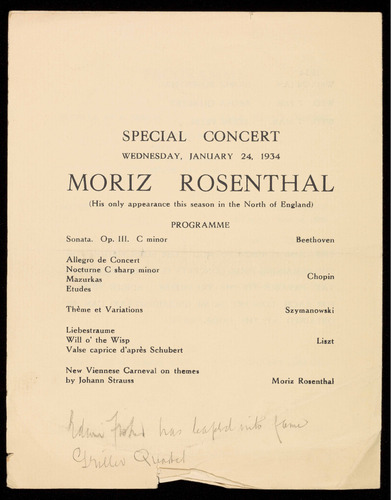 SPECIAL CONCERT
WEDNESDAY, JANUARY 24, 1934
MORIZ ROSENTHAL
(His only appearance this season in the North of England)
PROGRAMME
Sonata. Op. III. C minor Beethoven
Allegro de Concert
Nocturne C sharp minor
Mazurkas
Etudes
Chopin
Thème et Variations Szymanowski
Liebestraume
Will o' the Wisp
Valse caprice d'après Schubert
Liszt
New Viennese Carnaval on themes
by Johann Strauss Moriz Rosenthal
has leaped into fame
Griller Quartet